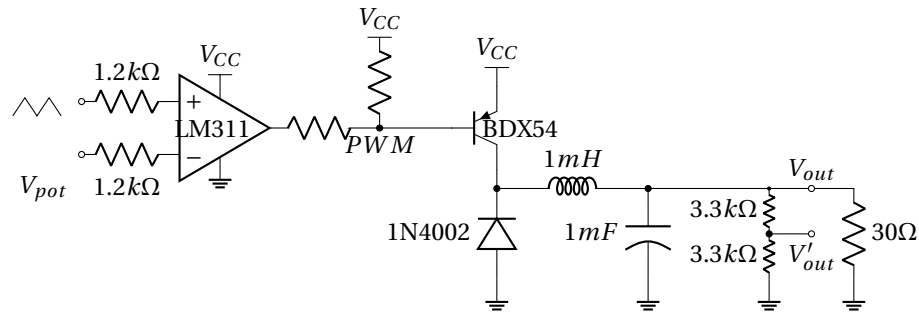 V_CC
V_CC
V_CC
1.2kΩ
+
LM311
−
1.2kΩ
V_pot
PWM
BDX54
1mH
V_out
1N4002
1mF
3.3kΩ
3.3kΩ
V'_out
30Ω